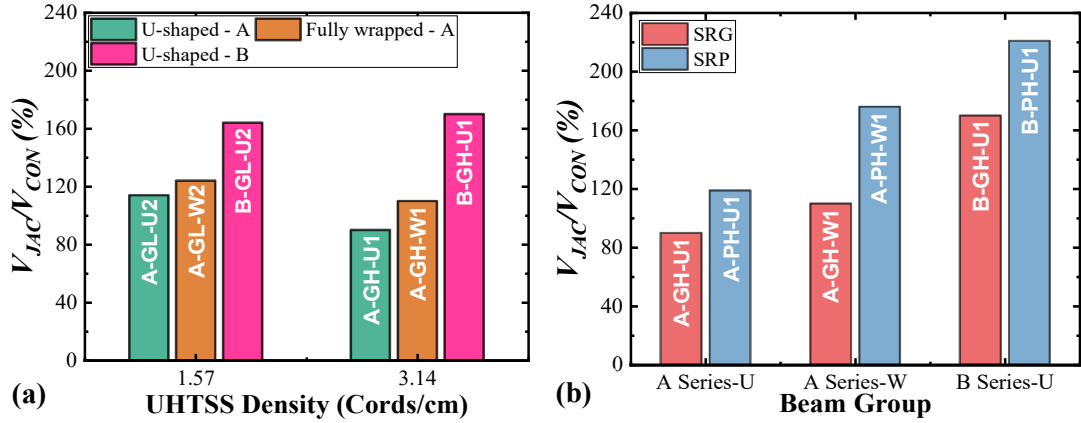 U-shaped - A
Fully wrapped - A
U-shaped - B
V_JAC/V_CON (%)
240
200
160
120
80
40
0
A-GL-U2
A-GL-W2
B-GL-U2
A-GH-U1
A-GH-W1
B-GH-U1
1.57
3.14
(a)
UHTSS Density (Cords/cm)
SRG
SRP
V_JAC/V_CON (%)
240
200
160
120
80
40
0
A-GH-U1
A-PH-U1
A-GH-W1
A-PH-W1
B-GH-U1
B-PH-U1
A Series-U
A Series-W
B Series-U
(b)
Beam Group